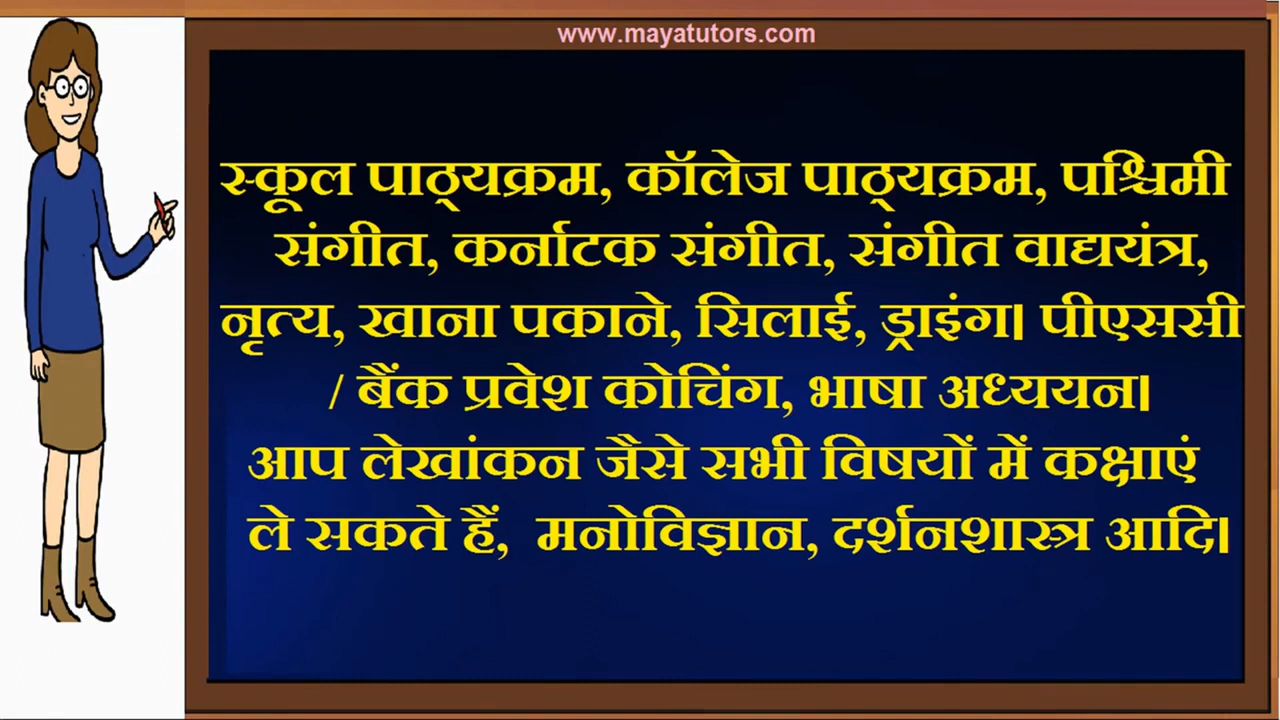 www.mayatutors.com
स्कूल पाठ्यक्रम, कॉलेज पाठ्यक्रम, पश्चिमी
संगीत, कर्नाटक संगीत, संगीत वाद्ययंत्र,
नृत्य, खाना पकाने, सिलाई, ड्राइंग। पीएससी
/ बैंक प्रवेश कोचिंग, भाषा अध्ययन।
आप लेखांकन जैसे सभी विषयों में कक्षाएं
ले सकते हैं, मनोविज्ञान, दर्शनशास्त्र आदि।